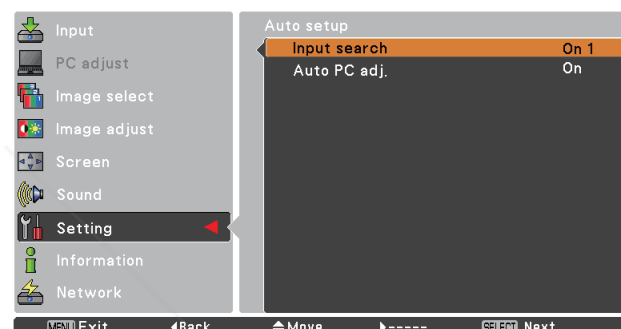 Input
PC adjust
Image select
Image adjust
Screen
Sound
Setting
Information
Network
Auto setup
Input search On 1
Auto PC adj. On
MENU Exit ◀Back ◆Move ▶----- SELECT Next